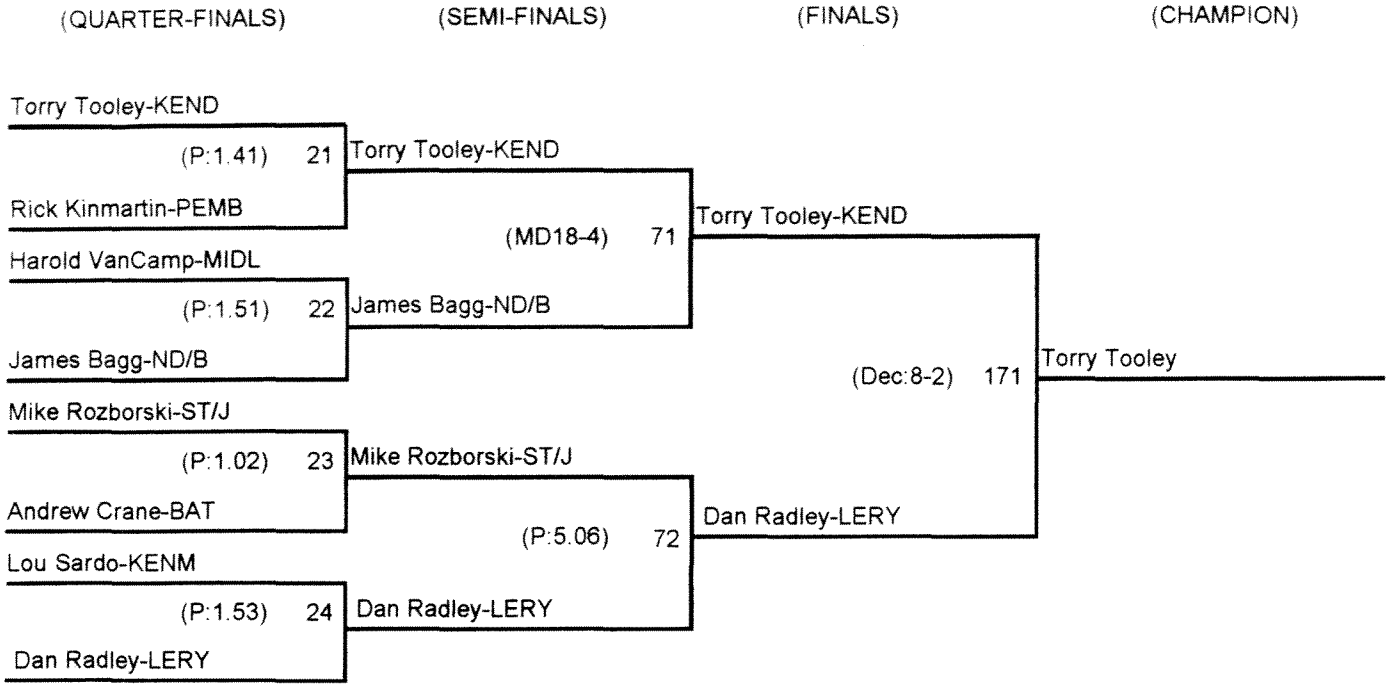 (QUARTER-FINALS) (SEMI-FINALS) (FINALS) (CHAMPION)
Torry Tooley-KEND
(P:1.41) 21 Torry Tooley-KEND
Rick Kinmartin-PEMB
(MD18-4) 71 Torry Tooley-KEND
Harold VanCamp-MIDL
(P:1.51) 22 James Bagg-ND/B
James Bagg-ND/B
(Dec:8-2) 171 Torry Tooley
Mike Rozborski-ST/J
(P:1.02) 23 Mike Rozborski-ST/J
Andrew Crane-BAT
(P:5.06) 72 Dan Radley-LERY
Lou Sardo-KENM
(P:1.53) 24 Dan Radley-LERY
Dan Radley-LERY